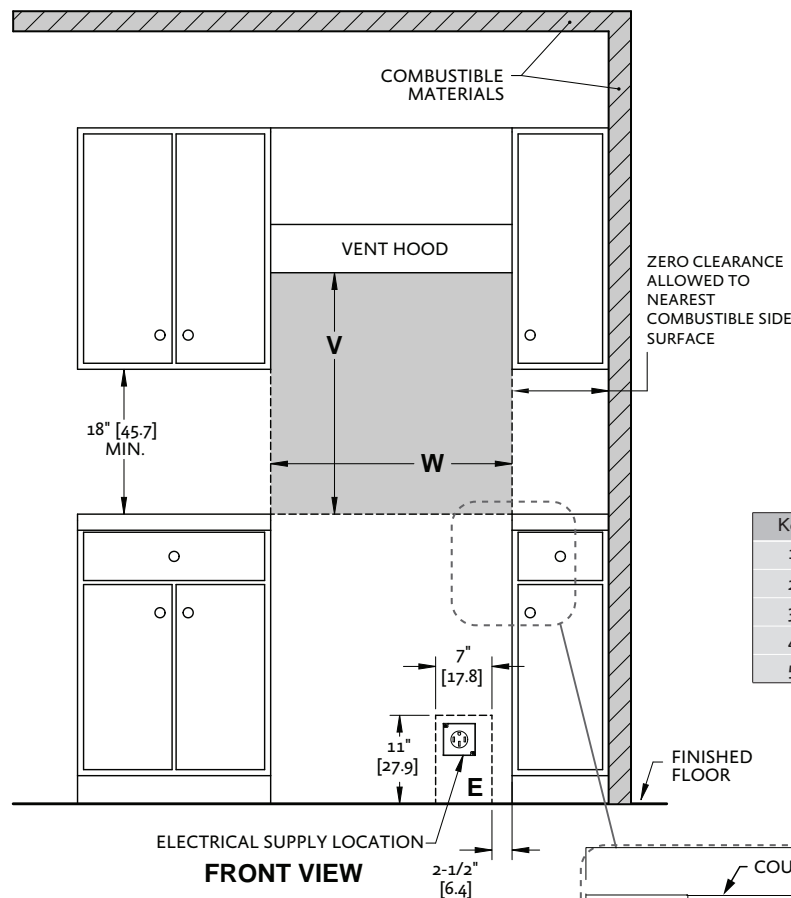 COMBUSTIBLE
MATERIALS
VENT HOOD
ZERO CLEARANCE
ALLOWED TO
NEAREST
COMBUSTIBLE SIDE
SURFACE
V
18" [45.7]
MIN.
W
7"
[17.8]
11"
[27.9]
E
FINISHED
FLOOR
ELECTRICAL SUPPLY LOCATION
FRONT VIEW
2-1/2"
[6.4]